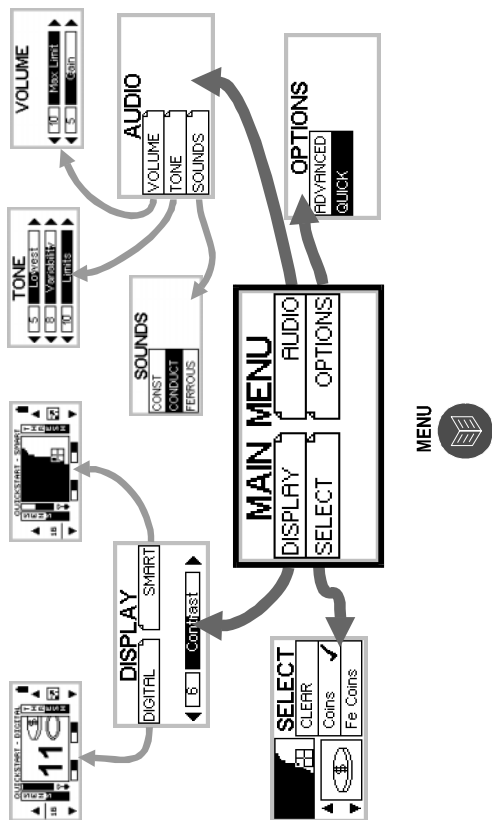 QUICKSTART - DIGITAL
11
18
QUICKSTART - SMART
18
TONE
5 Lowest
8 Variability
10 Limits
VOLUME
10 Max Limit
5 Gain
DISPLAY
DIGITAL SMART
6 Contrast
SOUNDS
CONST
CONDUCT
FERROUS
AUDIO
VOLUME
TONE
SOUNDS
SELECT
CLEAR
Coins
Fe Coins
$
MAIN MENU
DISPLAY AUDIO
SELECT OPTIONS
OPTIONS
ADVANCED
QUICK
MENU